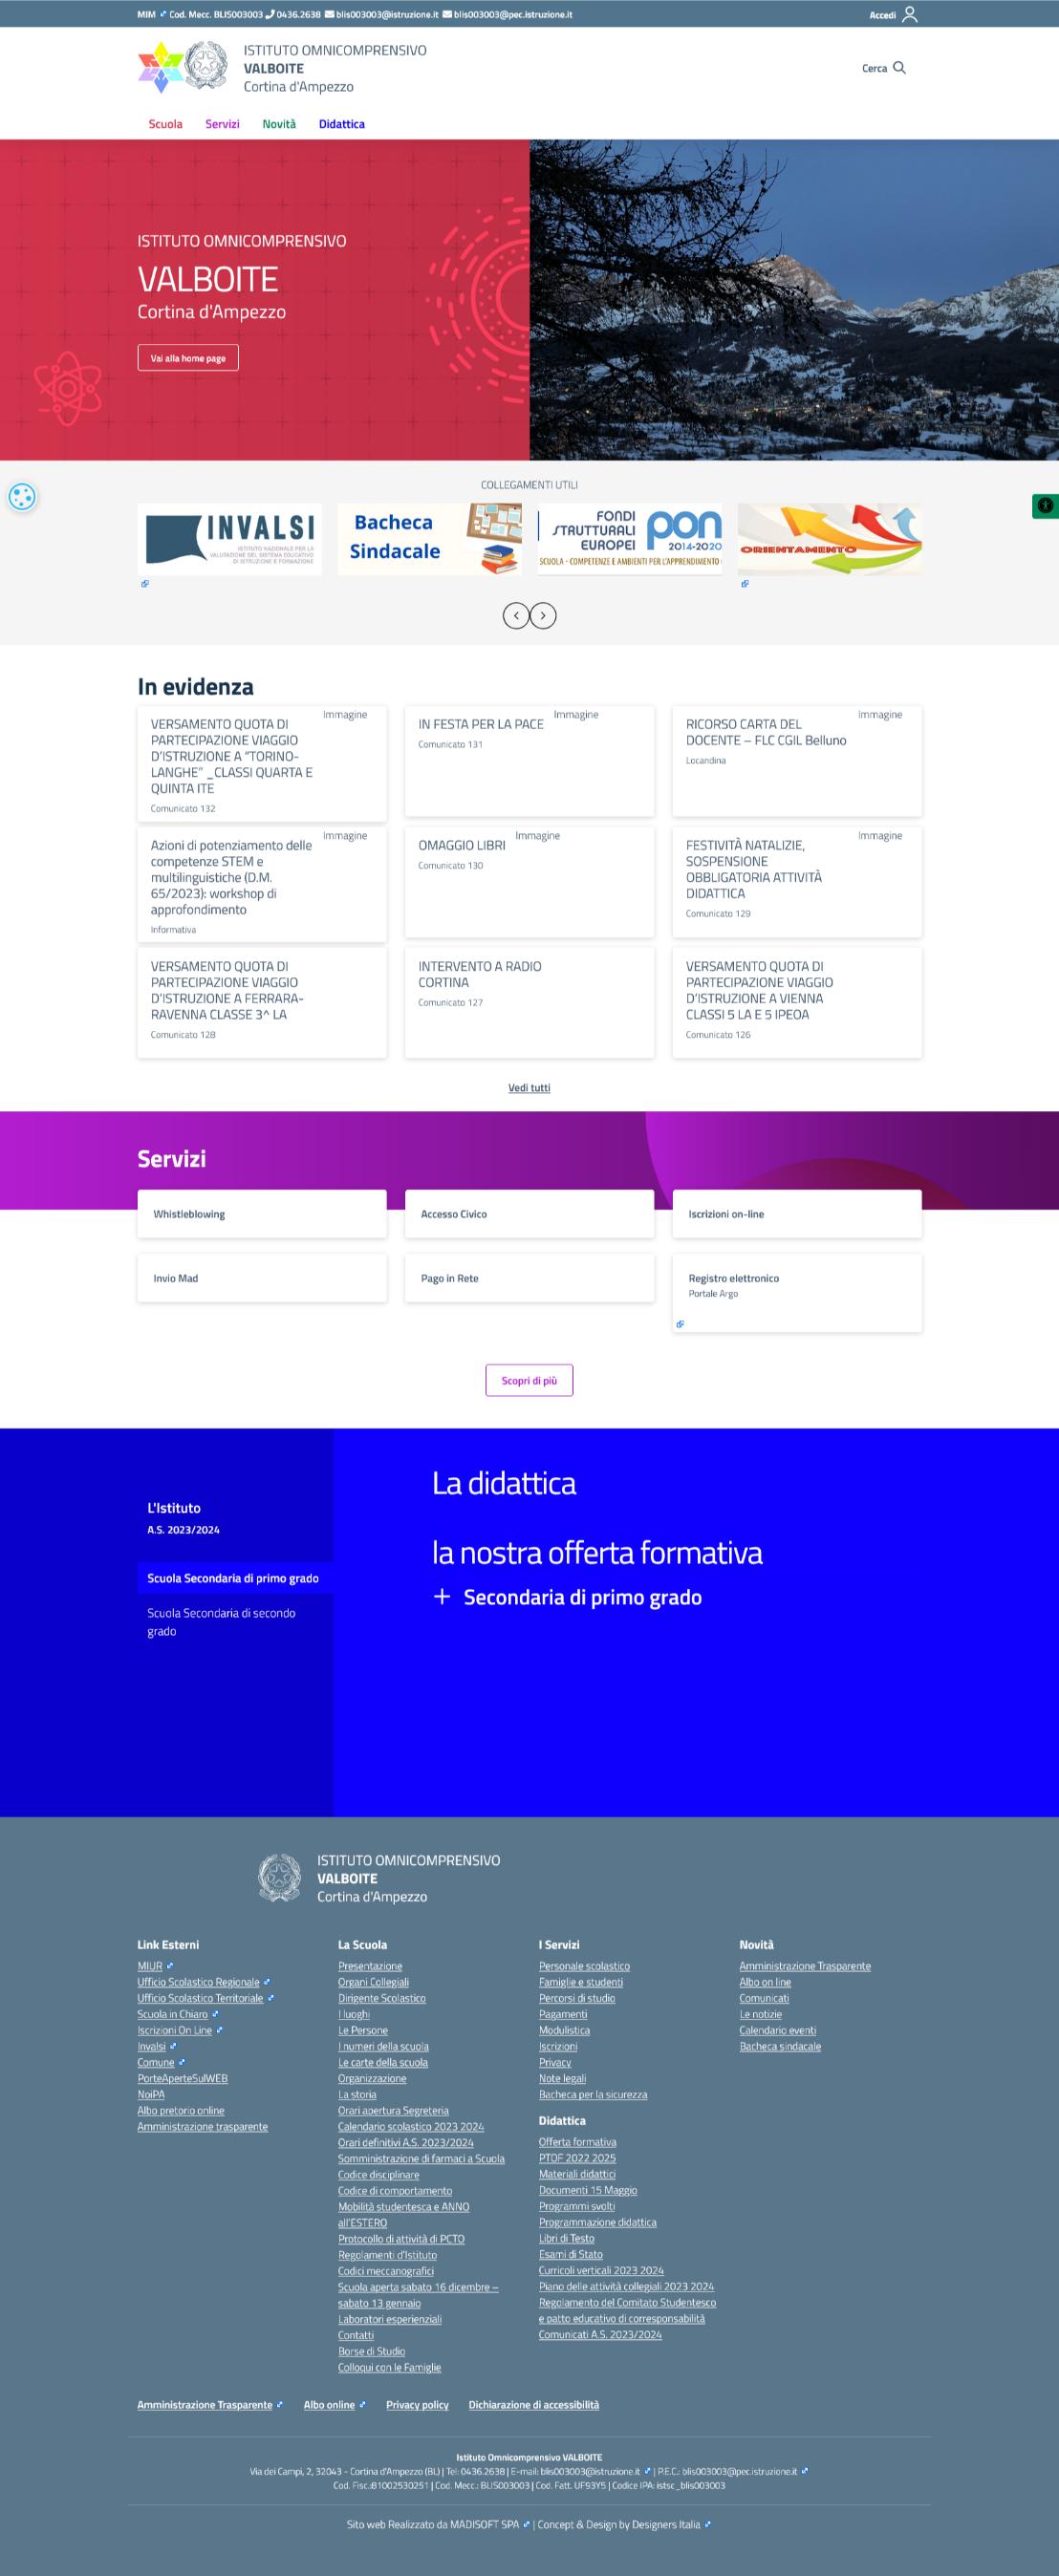 MIM Cod. Mecc. BLIS003003 0436.2638 blis003003@istruzione.it blis003003@pec.istruzione.it
Accedi
ISTITUTO OMNICOMPRENSIVO
VALBOITE
Cortina d'Ampezzo
Cerca
Scuola Servizi Novità Didattica
ISTITUTO OMNICOMPRENSIVO
VALBOITE
Cortina d'Ampezzo
Vai alla home page
COLLEGAMENTI UTILI
INVALSI
ISTITUTO NAZIONALE PER LA
VALUTAZIONE DEL SISTEMA EDUCATIVO
DI ISTRUZIONE E FORMAZIONE
Bacheca
Sindacale
FONDI
STRUTTURALI
EUROPEI
pon
2014-2020
SCUOLA - COMPETENZE E AMBIENTI PER L'APPRENDIMENTO
ORIENTAMENTO
In evidenza
VERSAMENTO QUOTA DI
PARTECIPAZIONE VIAGGIO
D'ISTRUZIONE A “TORINO-
LANGHE” _CLASSI QUARTA E
QUINTA ITE
Comunicato 132
Immagine
IN FESTA PER LA PACE
Comunicato 131
Immagine
RICORSO CARTA DEL
DOCENTE – FLC CGIL Belluno
Locandina
Immagine
Azioni di potenziamento delle
competenze STEM e
multilinguistiche (D.M.
65/2023): workshop di
approfondimento
Informativa
Immagine
OMAGGIO LIBRI
Comunicato 130
Immagine
FESTIVITÀ NATALIZIE,
SOSPENSIONE
OBBLIGATORIA ATTIVITÀ
DIDATTICA
Comunicato 129
Immagine
VERSAMENTO QUOTA DI
PARTECIPAZIONE VIAGGIO
D'ISTRUZIONE A FERRARA-
RAVENNA CLASSE 3^ LA
Comunicato 128
INTERVENTO A RADIO
CORTINA
Comunicato 127
VERSAMENTO QUOTA DI
PARTECIPAZIONE VIAGGIO
D'ISTRUZIONE A VIENNA
CLASSI 5 LA E 5 IPEOA
Comunicato 126
Vedi tutti
Servizi
Whistleblowing
Accesso Civico
Iscrizioni on-line
Invio Mad
Pago in Rete
Registro elettronico
Portale Argo
Scopri di più
L'Istituto
A.S. 2023/2024
Scuola Secondaria di primo grado
Scuola Secondaria di secondo
grado
La didattica
la nostra offerta formativa
Secondaria di primo grado
ISTITUTO OMNICOMPRENSIVO
VALBOITE
Cortina d'Ampezzo
Link Esterni
MIUR
Ufficio Scolastico Regionale
Ufficio Scolastico Territoriale
Scuola in Chiaro
Iscrizioni On Line
Invalsi
Comune
PorteAperteSulWEB
NoiPA
Albo pretorio online
Amministrazione trasparente
La Scuola
Presentazione
Organi Collegiali
Dirigente Scolastico
I luoghi
Le Persone
I numeri della scuola
Le carte della scuola
Organizzazione
La storia
Orari apertura Segreteria
Calendario scolastico 2023 2024
Orari definitivi A.S. 2023/2024
Somministrazione di farmaci a Scuola
Codice disciplinare
Codice di comportamento
Mobilità studentesca e ANNO
all'ESTERO
Protocollo di attività di PCTO
Regolamenti d'Istituto
Codici meccanografici
Scuola aperta sabato 16 dicembre –
sabato 13 gennaio
Laboratori esperienziali
Contatti
Borse di Studio
Colloqui con le Famiglie
I Servizi
Personale scolastico
Famiglie e studenti
Percorsi di studio
Pagamenti
Modulistica
Iscrizioni
Privacy
Note legali
Bacheca per la sicurezza
Didattica
Offerta formativa
PTOF 2022 2025
Materiali didattici
Documenti 15 Maggio
Programmi svolti
Programmazione didattica
Libri di Testo
Esami di Stato
Curricoli verticali 2023 2024
Piano delle attività collegiali 2023 2024
Regolamento del Comitato Studentesco
e patto educativo di corresponsabilità
Comunicati A.S. 2023/2024
Novità
Amministrazione Trasparente
Albo on line
Comunicati
Le notizie
Calendario eventi
Bacheca sindacale
Amministrazione Trasparente Albo online Privacy policy Dichiarazione di accessibilità
Istituto Omnicomprensivo VALBOITE
Via dei Campi, 2, 32043 - Cortina d'Ampezzo (BL) | Tel: 0436.2638 | E-mail: blis003003@istruzione.it | P.E.C.: blis003003@pec.istruzione.it
Cod. Fisc.:81002530251 | Cod. Mecc.: BLIS003003 | Cod. Fatt. UF93Y5 | Codice IPA: istsc_blis003003
Sito web Realizzato da MADISOFT SPA | Concept & Design by Designers Italia